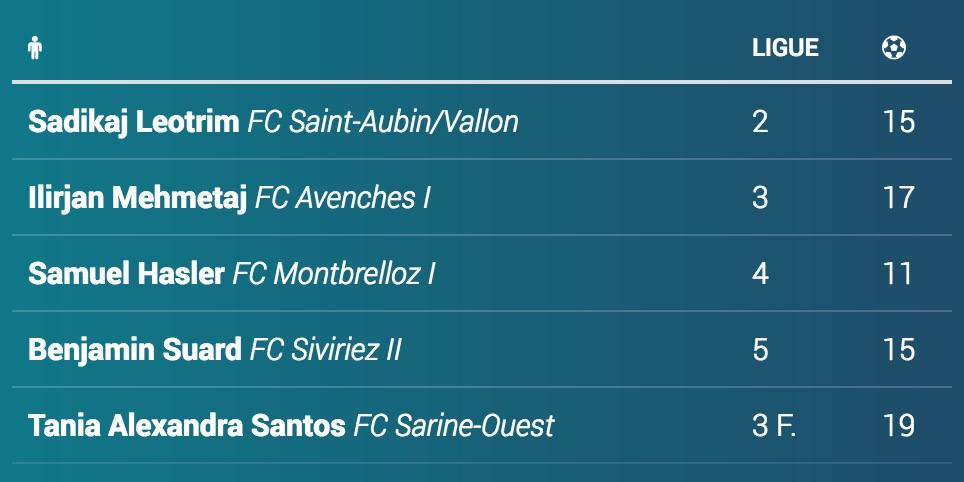 LIGUE
Sadikaj Leotrim FC Saint-Aubin/Vallon 2 15
Ilirjan Mehmetaj FC Avenches I 3 17
Samuel Hasler FC Montbrelloz I 4 11
Benjamin Suard FC Siviriez II 5 15
Tania Alexandra Santos FC Sarine-Ouest 3 F. 19